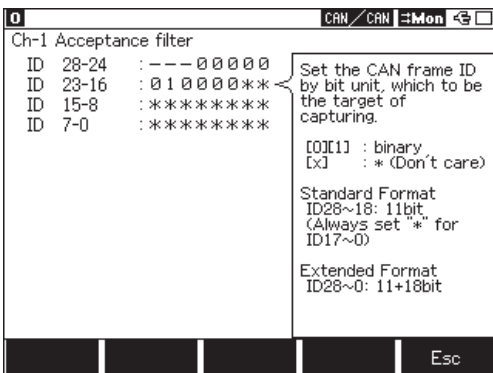 0 CAN/CAN ⇄Mon
Ch-1 Acceptance filter
ID 28-24 :---00000
ID 23-16 :010000**
ID 15-8 :********
ID 7-0 :********
Set the CAN frame ID
by bit unit, which to be
the target of
capturing.
[0][1] : binary
[x] : * (Don't care)
Standard Format
ID28~18: 11bit
(Always set "*" for
ID17~0)
Extended Format
ID28~0: 11+18bit
Esc